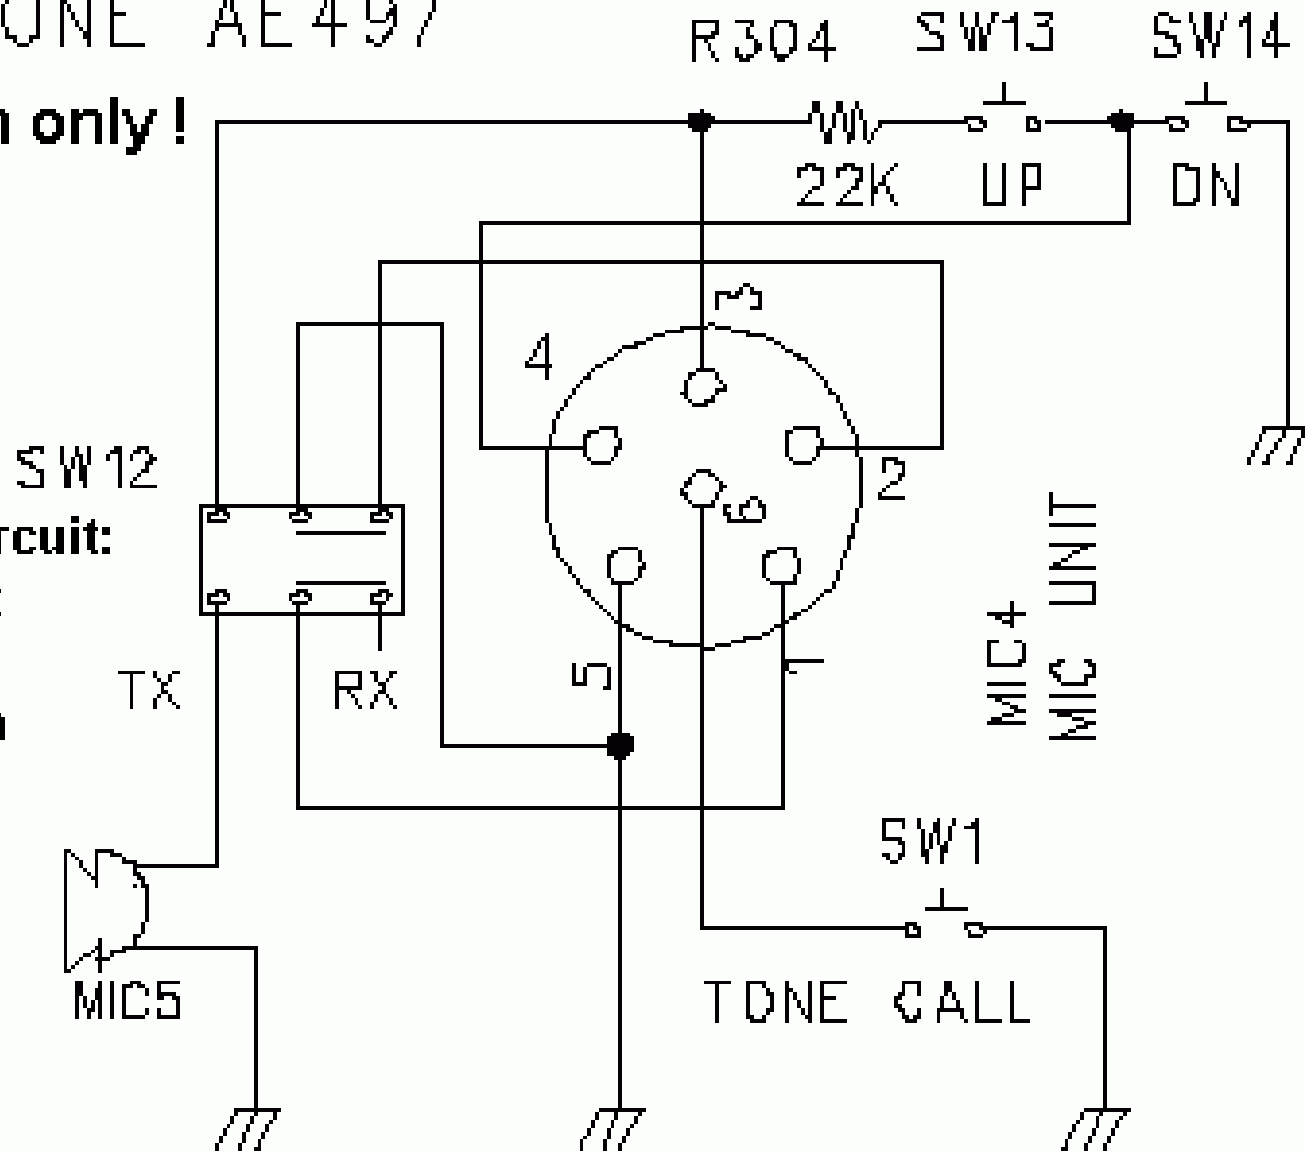 ONE AE497
only !
R304 SW13 SW14
22K UP DN
3
4
2
6
SW12
rcuit:
5
1
TX RX
MIC4
MIC UNIT
SW1
TONE CALL
MIC5